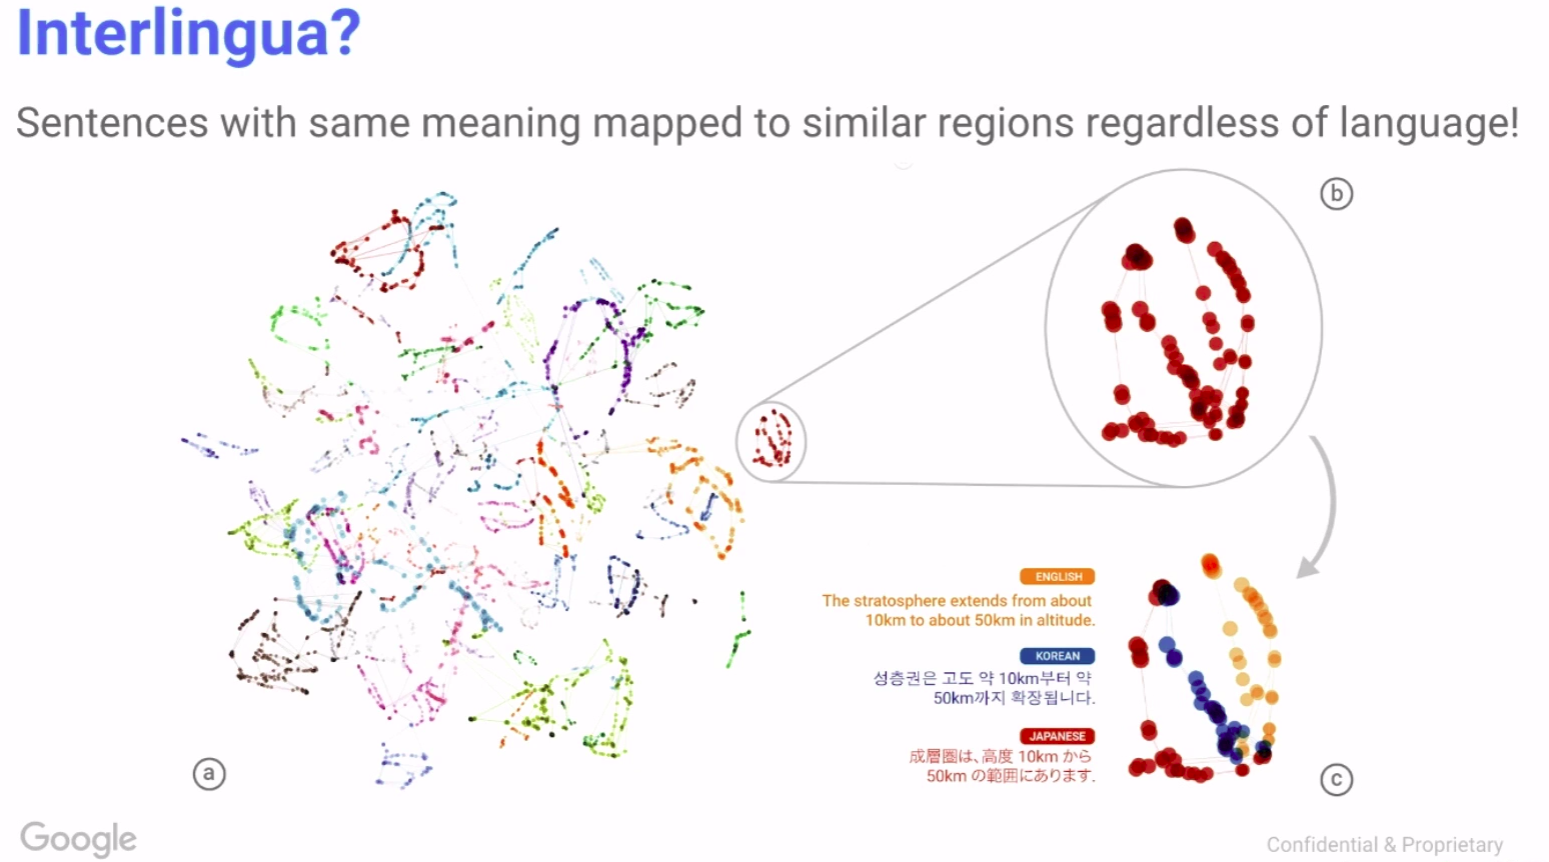 Interlingua?
Sentences with same meaning mapped to similar regions regardless of language!
b
ENGLISH
The stratosphere extends from about
10km to about 50km in altitude.
KOREAN
성층권은 고도 약 10km부터 약
50km까지 확장됩니다.
JAPANESE
成層圏は、高度 10km から
50km の範囲にあります。
a
c
Google
Confidential & Proprietary